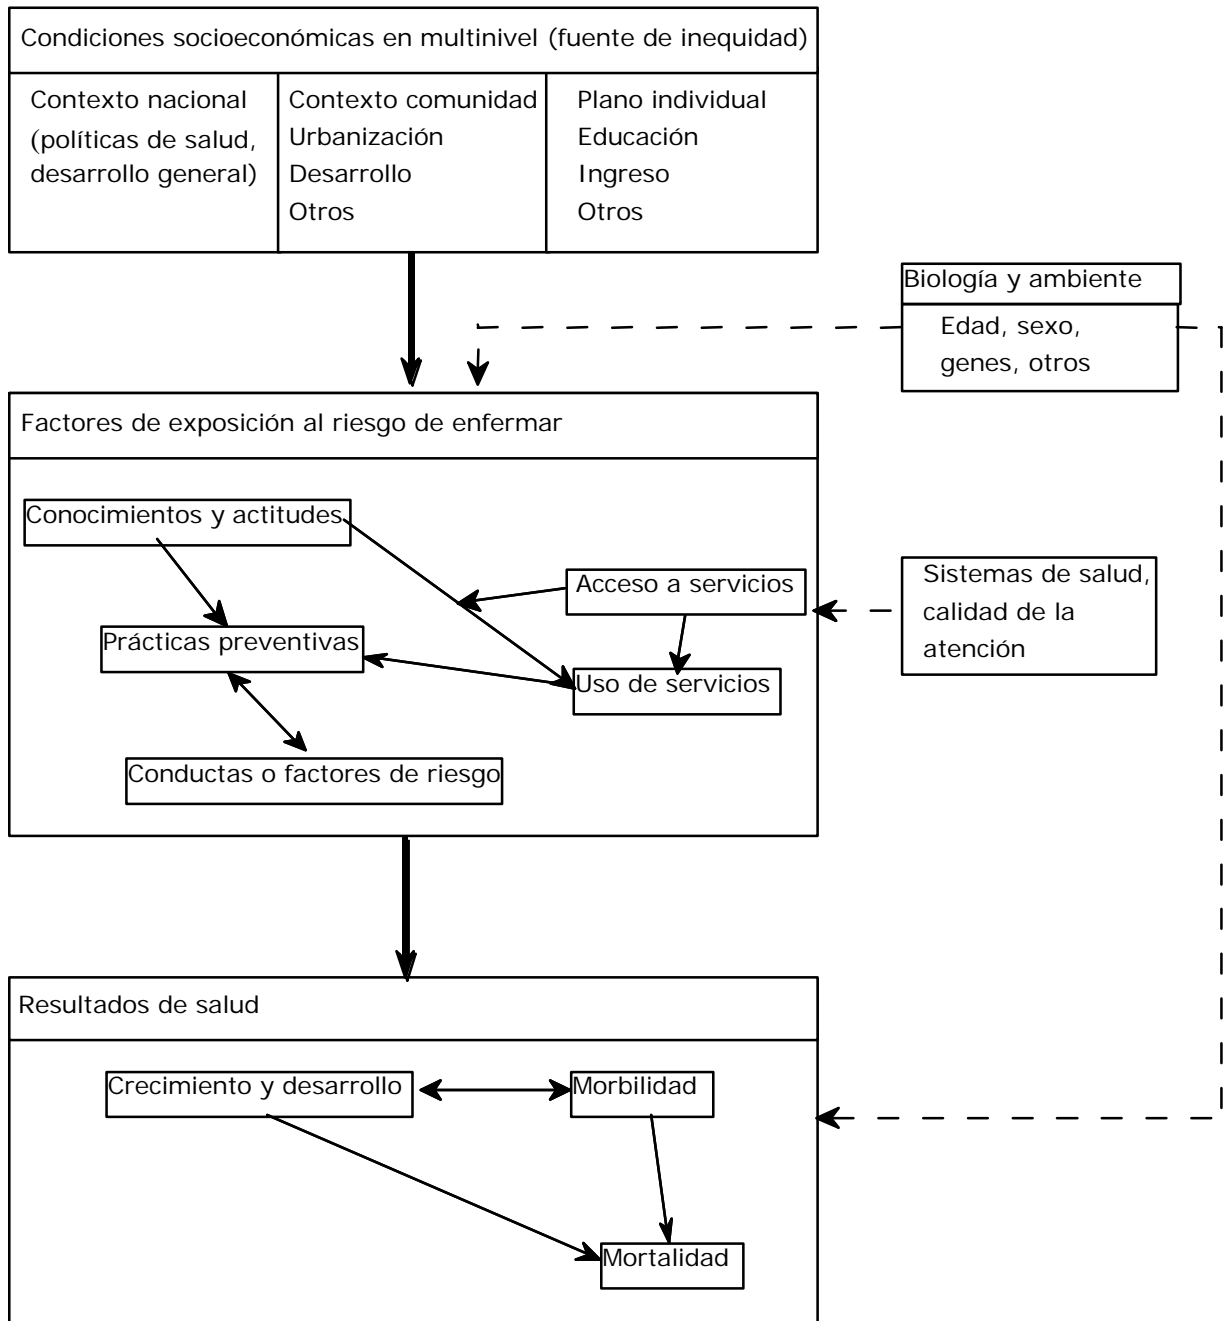 Condiciones socioeconómicas en multinivel (fuente de inequidad)
Contexto nacional
(políticas de salud,
desarrollo general)
Contexto comunidad
Urbanización
Desarrollo
Otros
Plano individual
Educación
Ingreso
Otros
Biología y ambiente
Edad, sexo,
genes, otros
Factores de exposición al riesgo de enfermar
Conocimientos y actitudes
Acceso a servicios
Prácticas preventivas
Uso de servicios
Conductas o factores de riesgo
Sistemas de salud,
calidad de la
atención
Resultados de salud
Crecimiento y desarrollo
Morbilidad
Mortalidad